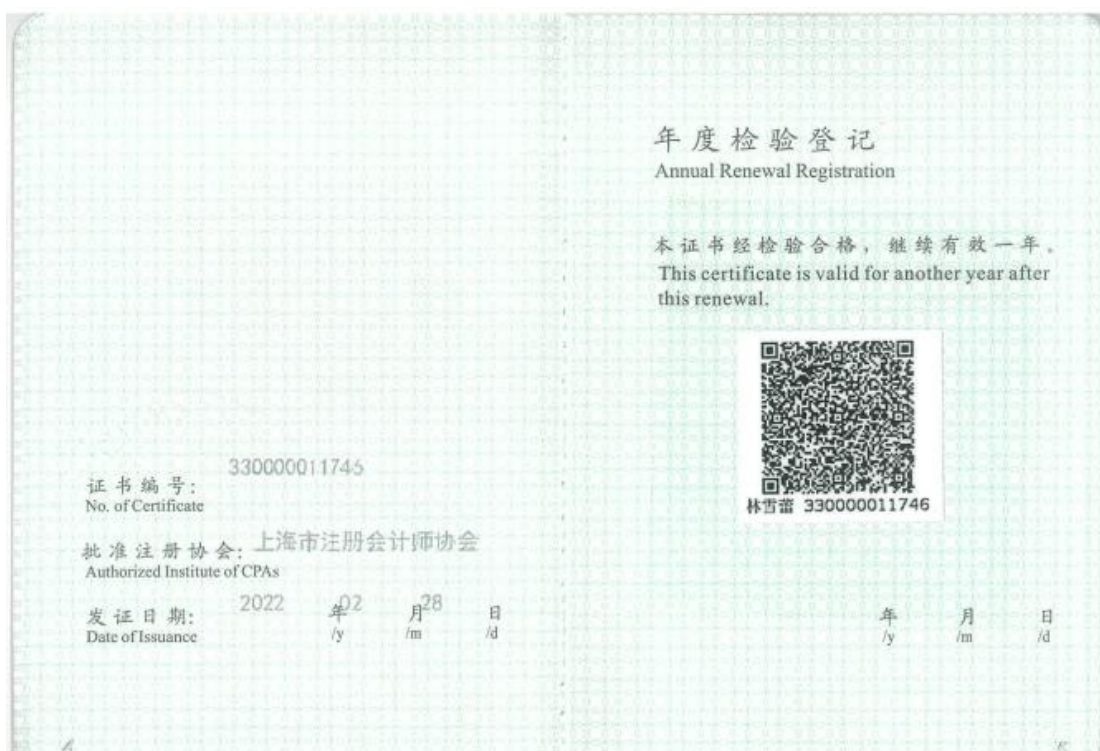 330000011746
证书编号:
No. of Certificate
上海市注册会计师协会
批准注册协会:
Authorized Institute of CPAs
2022 02 28
发证日期: 年 月 日
Date of Issuance /y /m /d
年度检验登记
Annual Renewal Registration
本证书经检验合格，继续有效一年。
This certificate is valid for another year after
this renewal.
林雪蕾 330000011746
年 月 日
/y /m /d